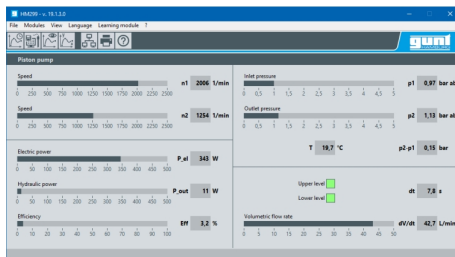 HM299 - v. 19.1.3.0
File Modules View Language Learning module ?
gunt
Piston pump
Speed
n1 2006 1/min
0 250 500 750 1000 1250 1500 1750 2000 2250 2500
Speed
n2 1254 1/min
0 250 500 750 1000 1250 1500 1750 2000 2250 2500
Electric power
P_el 343 W
0 50 100 150 200 250 300 350 400 450 500
Hydraulic power
P_out 11 W
0 50 100 150 200 250 300 350 400 450 500
Efficiency
Eff 3,2 %
0 10 20 30 40 50 60 70 80 90 100
Inlet pressure
p1 0,97 bar ab
0 0,5 1 1,5 2 2,5 3 3,5 4 4,5 5
Outlet pressure
p2 1,13 bar ab
0 0,5 1 1,5 2 2,5 3 3,5 4 4,5 5
T 19,7 °C
p2-p1 0,15 bar
Upper level
Lower level
dt 7,8 s
Volumetric flow rate
dV/dt 42,7 L/min
0 5 10 15 20 25 30 35 40 45 50